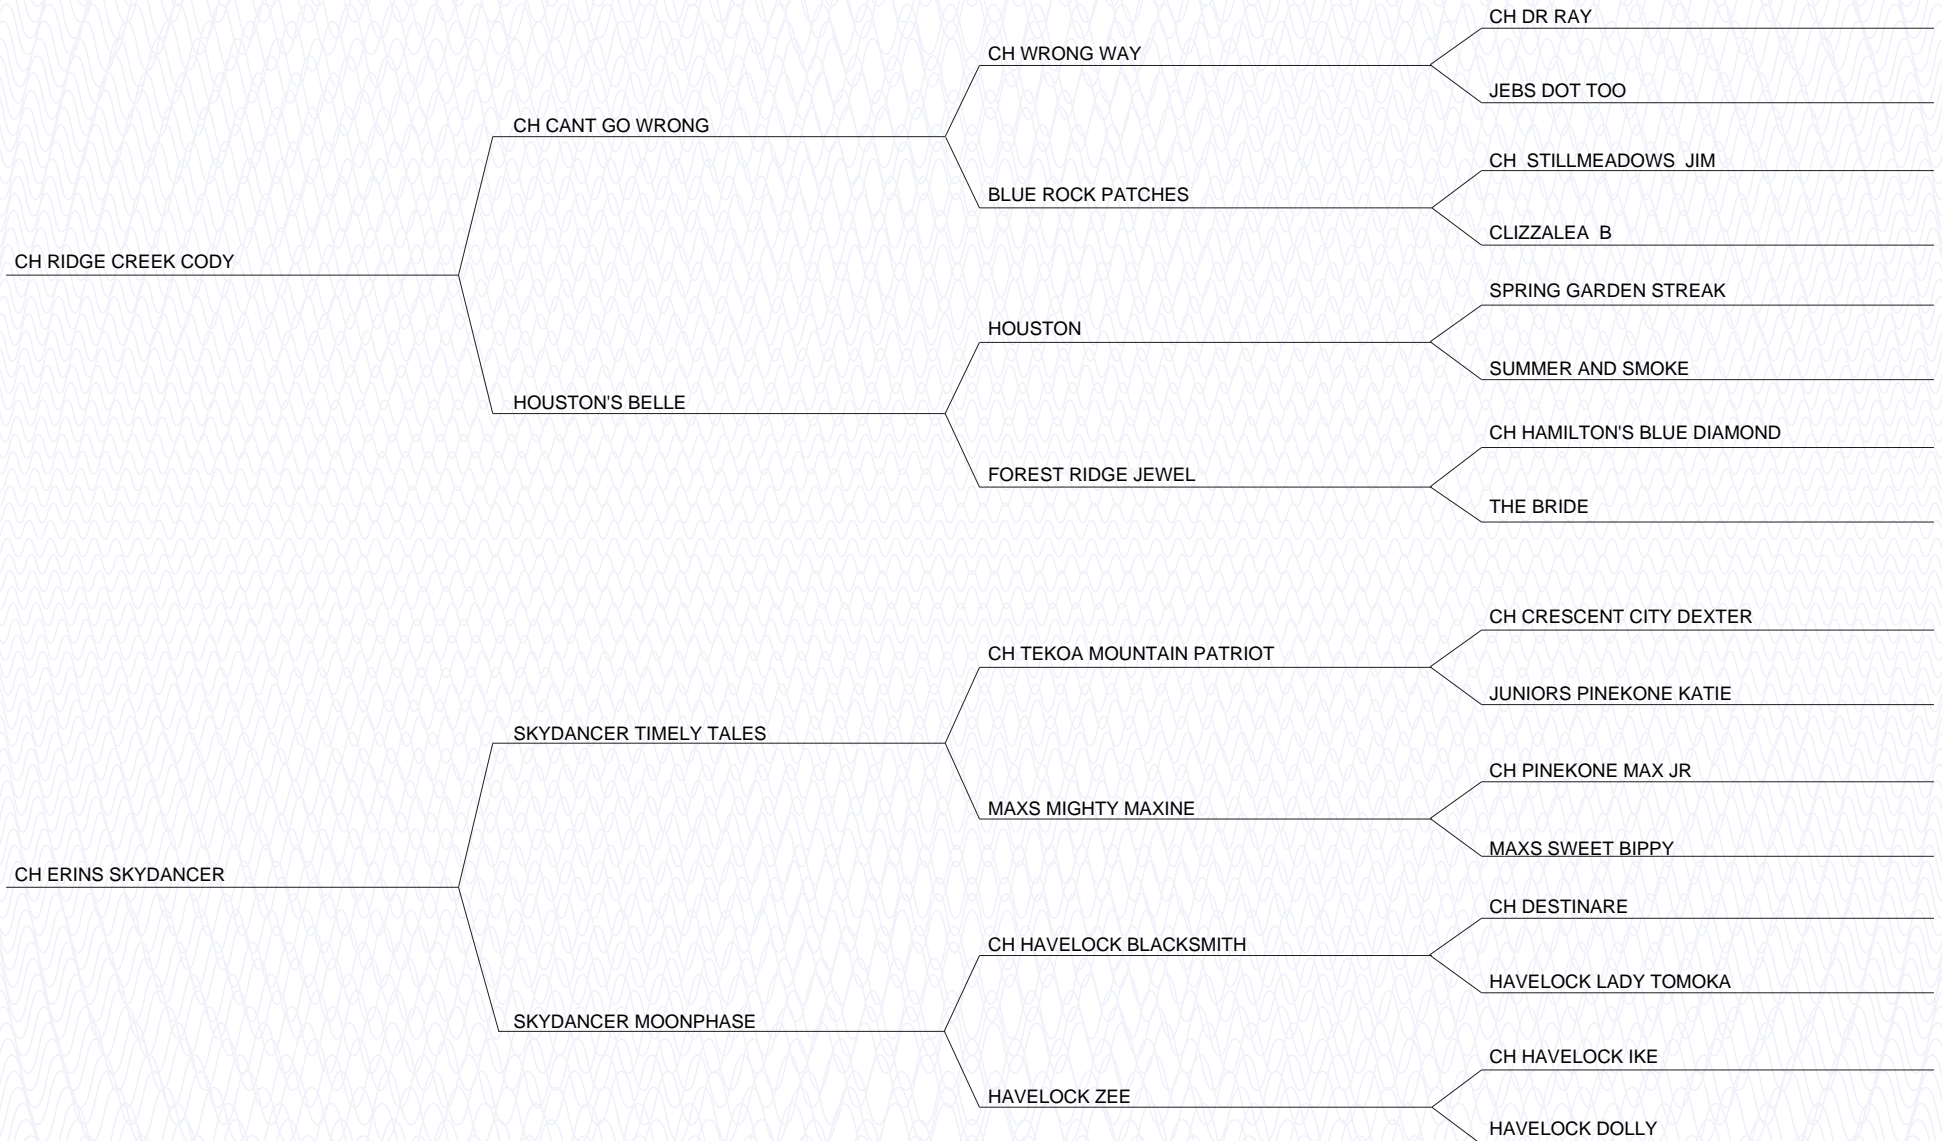 CH DR RAY
CH WRONG WAY
JEBS DOT TOO
CH CANT GO WRONG
CH  STILLMEADOWS  JIM
BLUE ROCK PATCHES
CLIZZALEA  B
CH RIDGE CREEK CODY
SPRING GARDEN STREAK
HOUSTON
SUMMER AND SMOKE
HOUSTON'S BELLE
CH HAMILTON'S BLUE DIAMOND
FOREST RIDGE JEWEL
THE BRIDE
CH CRESCENT CITY DEXTER
CH TEKOA MOUNTAIN PATRIOT
JUNIORS PINEKONE KATIE
SKYDANCER TIMELY TALES
CH PINEKONE MAX JR
MAXS MIGHTY MAXINE
MAXS SWEET BIPPY
CH ERINS SKYDANCER
CH DESTINARE
CH HAVELOCK BLACKSMITH
HAVELOCK LADY TOMOKA
SKYDANCER MOONPHASE
CH HAVELOCK IKE
HAVELOCK ZEE
HAVELOCK DOLLY